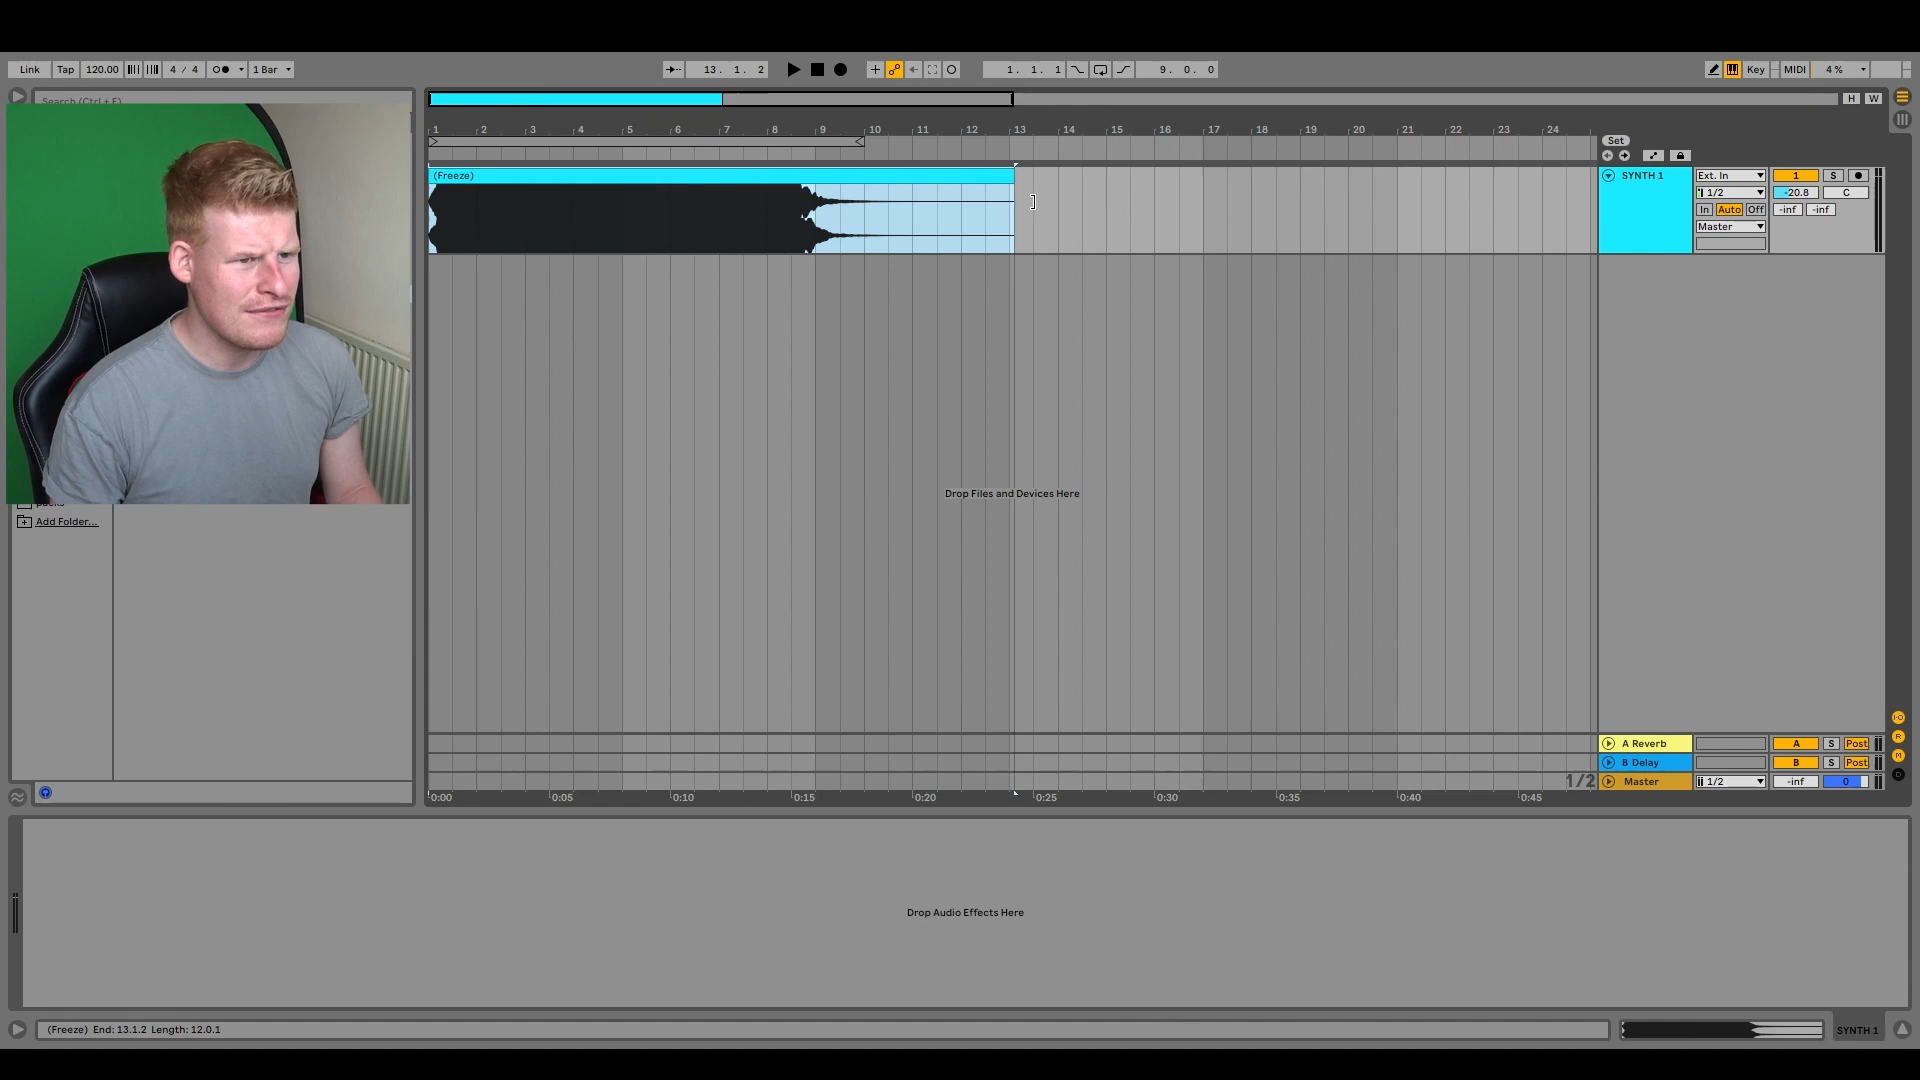 Link Tap 120.00 4 / 4 1 Bar 13. 1. 2 1. 1. 1 9. 0. 0 Key MIDI 4 %
Search (Ctrl + F)
H W
1 2 3 4 5 6 7 8 9 10 11 12 13 14 15 16 17 18 19 20 21 22 23 24
Set
(Freeze)
SYNTH 1 Ext. In 1 S
1/2 -20.8 C
In Auto Off -inf -inf
Master
Drop Files and Devices Here
Add Folder...
A Reverb A S Post
B Delay B S Post
1/2 Master 1/2 -inf 0
0:00 0:05 0:10 0:15 0:20 0:25 0:30 0:35 0:40 0:45
Drop Audio Effects Here
(Freeze) End: 13.1.2 Length: 12.0.1
SYNTH 1